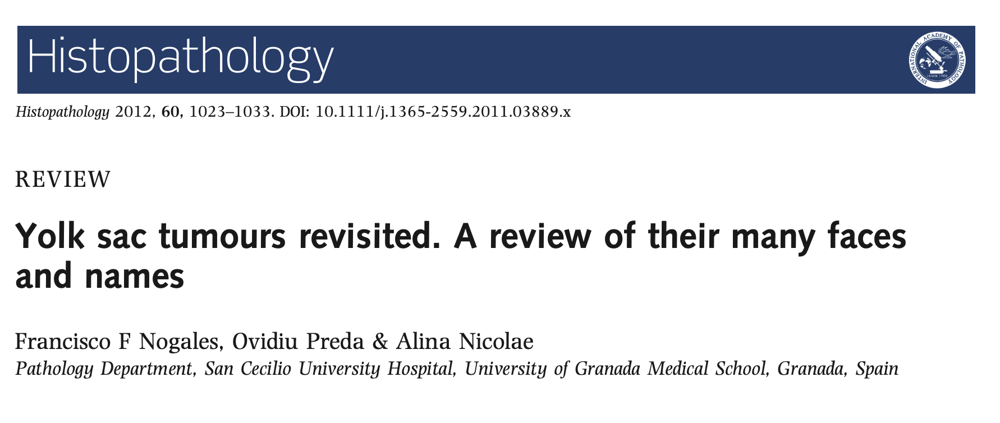 Histopathology
INTERNATIONAL ACADEMY OF PATHOLOGY
IAMM 1906
Histopathology 2012, 60, 1023–1033. DOI: 10.1111/j.1365-2559.2011.03889.x
REVIEW
Yolk sac tumours revisited. A review of their many faces
and names
Francisco F Nogales, Ovidiu Preda & Alina Nicolae
Pathology Department, San Cecilio University Hospital, University of Granada Medical School, Granada, Spain